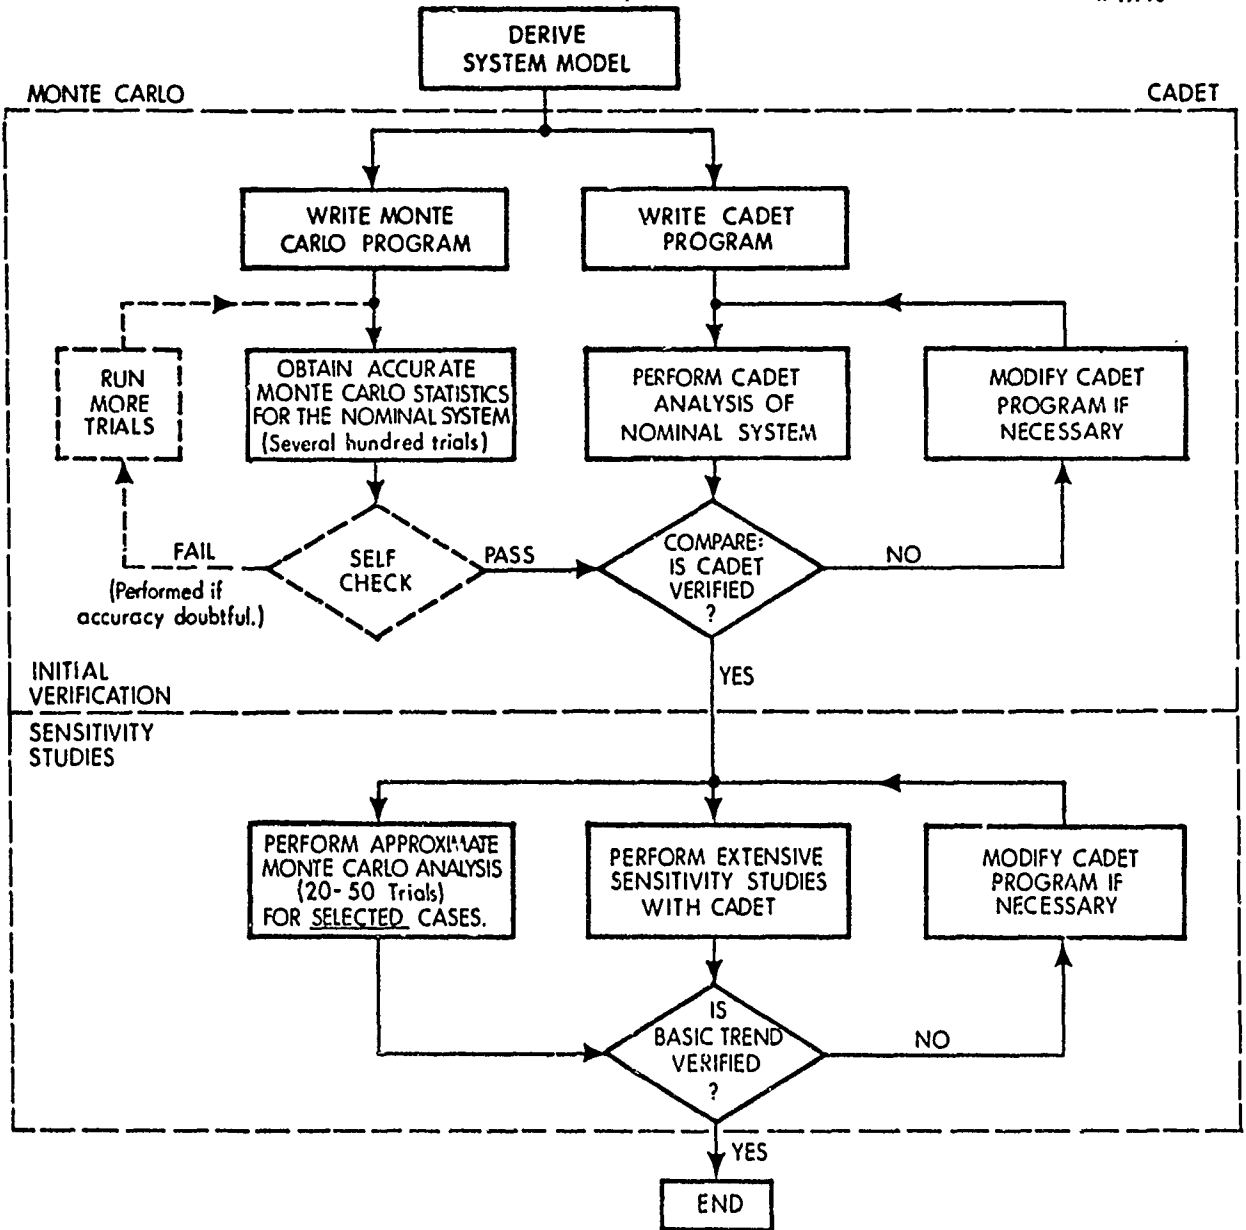 DERIVE
SYSTEM MODEL
MONTE CARLO
CADET
WRITE MONTE
CARLO PROGRAM
WRITE CADET
PROGRAM
RUN
MORE
TRIALS
OBTAIN ACCURATE
MONTE CARLO STATISTICS
FOR THE NOMINAL SYSTEM
(Several hundred trials)
PERFORM CADET
ANALYSIS OF
NOMINAL SYSTEM
MODIFY CADET
PROGRAM IF
NECESSARY
FAIL
(Performed if
accuracy doubtful.)
SELF
CHECK
PASS
COMPARE:
IS CADET
VERIFIED
?
NO
YES
INITIAL
VERIFICATION
SENSITIVITY
STUDIES
PERFORM APPROXIMATE
MONTE CARLO ANALYSIS
(20-50 Trials)
FOR SELECTED CASES.
PERFORM EXTENSIVE
SENSITIVITY STUDIES
WITH CADET
MODIFY CADET
PROGRAM IF
NECESSARY
IS
BASIC TREND
VERIFIED
?
NO
YES
END